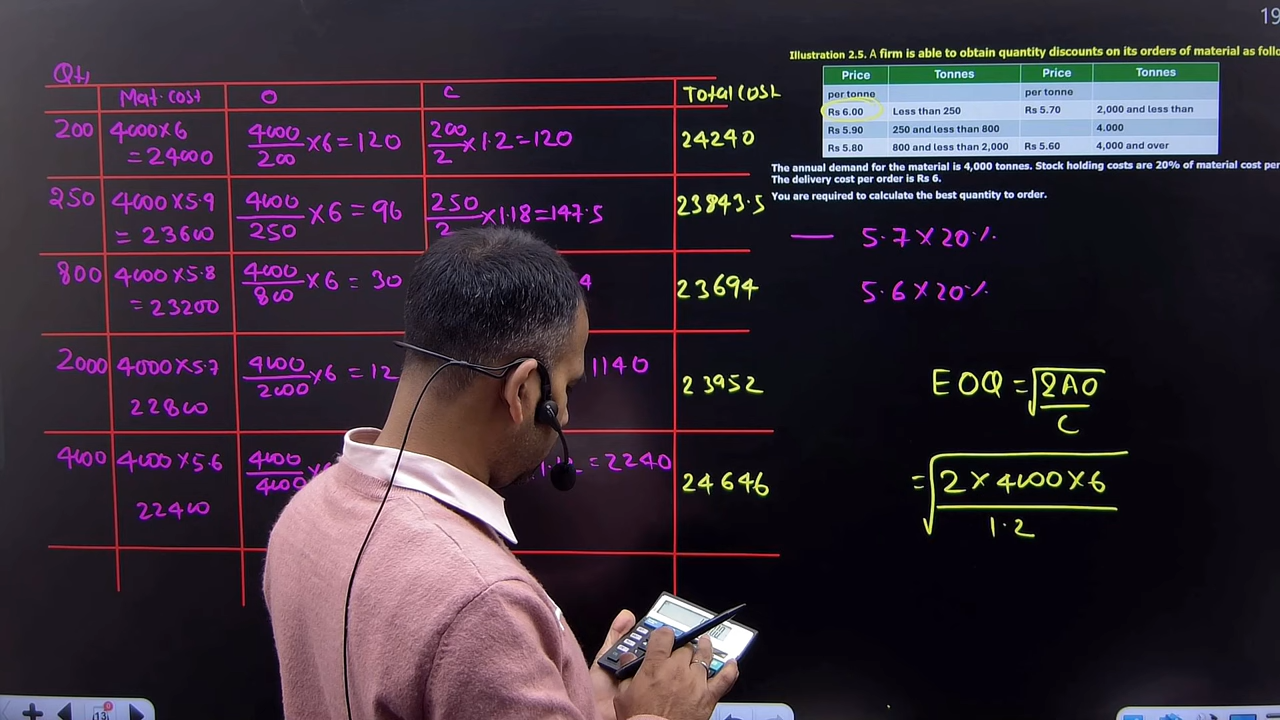 19
Illustration 2.5. A firm is able to obtain quantity discounts on its orders of material as
Price Tonnes Price Tonnes
per tonne per tonne
Rs 6.00 Less than 250 Rs 5.70 2,000 and less than
Rs 5.90 250 and less than 800 4.000
Rs 5.80 800 and less than 2,000 Rs 5.60 4,000 and over
The annual demand for the material is 4,000 tonnes. Stock holding costs are 20% of material cost per
The delivery cost per order is Rs 6.
You are required to calculate the best quantity to order.
Qty
Mat. cost O C Total cost
200 4000×6 4000/200 ×6 = 120 200/2 × 1.2 = 120 24240
= 24000
250 4000×5.9 4000/250 ×6 = 96 250/2 ×1.18 = 147.5 23843.5
= 23600
800 4000×5.8 4000/800 ×6 = 30 4 23694
= 23200
2000 4000×5.7 4000/2000 ×6 = 12 1140 23952
22800
4000 4000×5.6 4000/4000 = 2240 24646
22400
— 5.7×20%
5.6×20%
EOQ = √2AO/C
= √2×4000×6/1.2
13